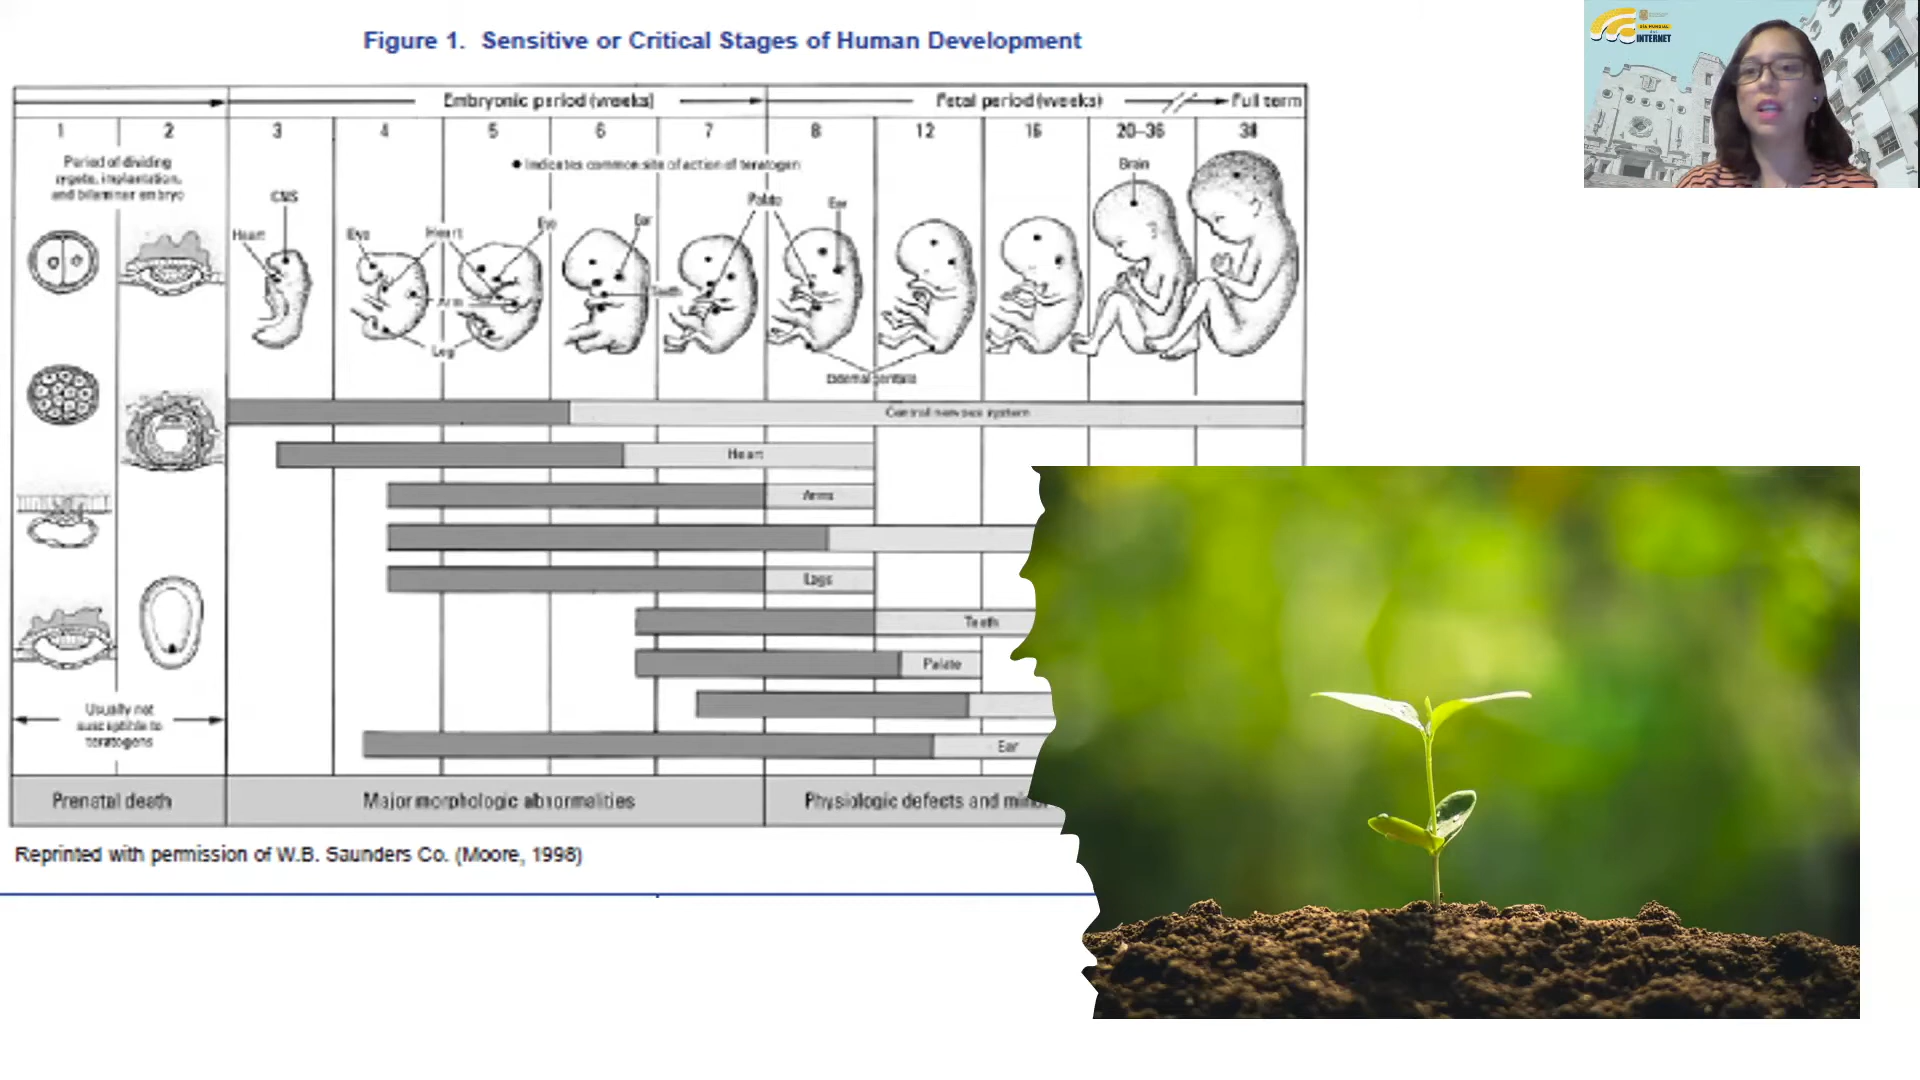 Figure 1. Sensitive or Critical Stages of Human Development
Embryonic period (weeks)
Fetal period (weeks)
Full term
1
2
3
4
5
6
7
8
12
16
20–36
38
Period of dividing
zygote, implantation,
and bilaminar embryo
• Indicates common site of action of teratogen
CNS
Heart
Eye
Heart
Eye
Ear
Palate
Ear
Brain
Arm
Teeth
Leg
External genitalia
Central nervous system
Heart
Arms
Legs
Teeth
Palate
Ear
Usually not
susceptible to
teratogens
Prenatal death
Major morphologic abnormalities
Physiologic defects and minor
Reprinted with permission of W.B. Saunders Co. (Moore, 1998)
DÍA MUNDIAL
del
INTERNET